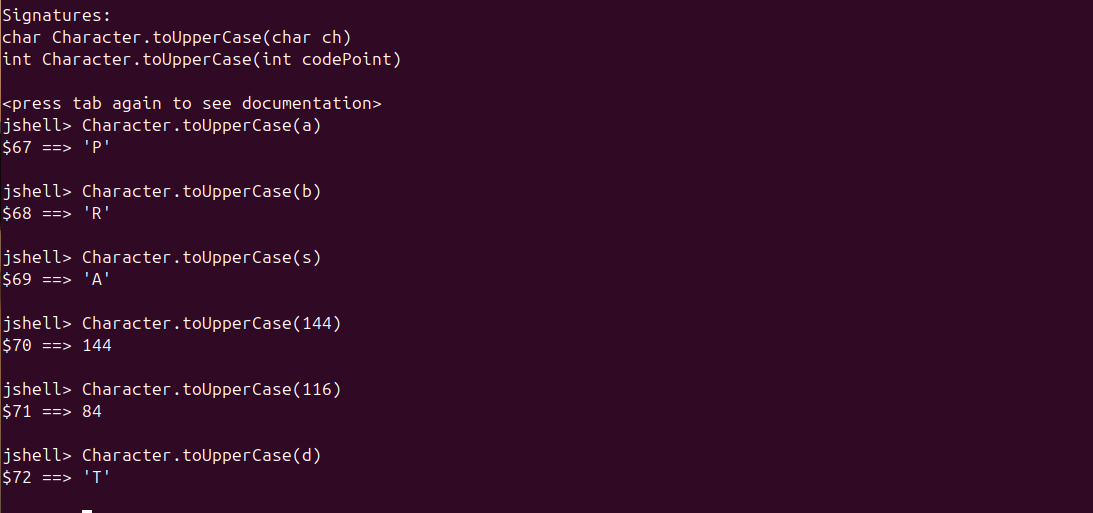 Signatures:
char Character.toUpperCase(char ch)
int Character.toUpperCase(int codePoint)
<press tab again to see documentation>
jshell> Character.toUpperCase(a)
$67 ==> 'P'
jshell> Character.toUpperCase(b)
$68 ==> 'R'
jshell> Character.toUpperCase(s)
$69 ==> 'A'
jshell> Character.toUpperCase(144)
$70 ==> 144
jshell> Character.toUpperCase(116)
$71 ==> 84
jshell> Character.toUpperCase(d)
$72 ==> 'T'